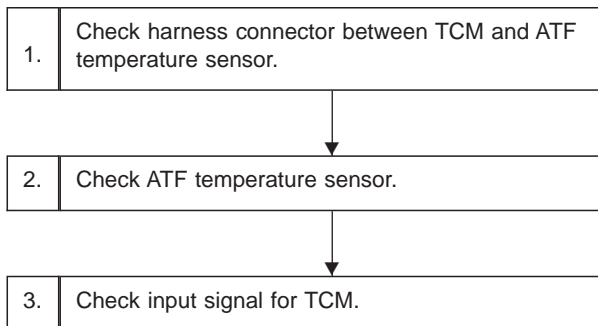 1. Check harness connector between TCM and ATF
temperature sensor.
2. Check ATF temperature sensor.
3. Check input signal for TCM.